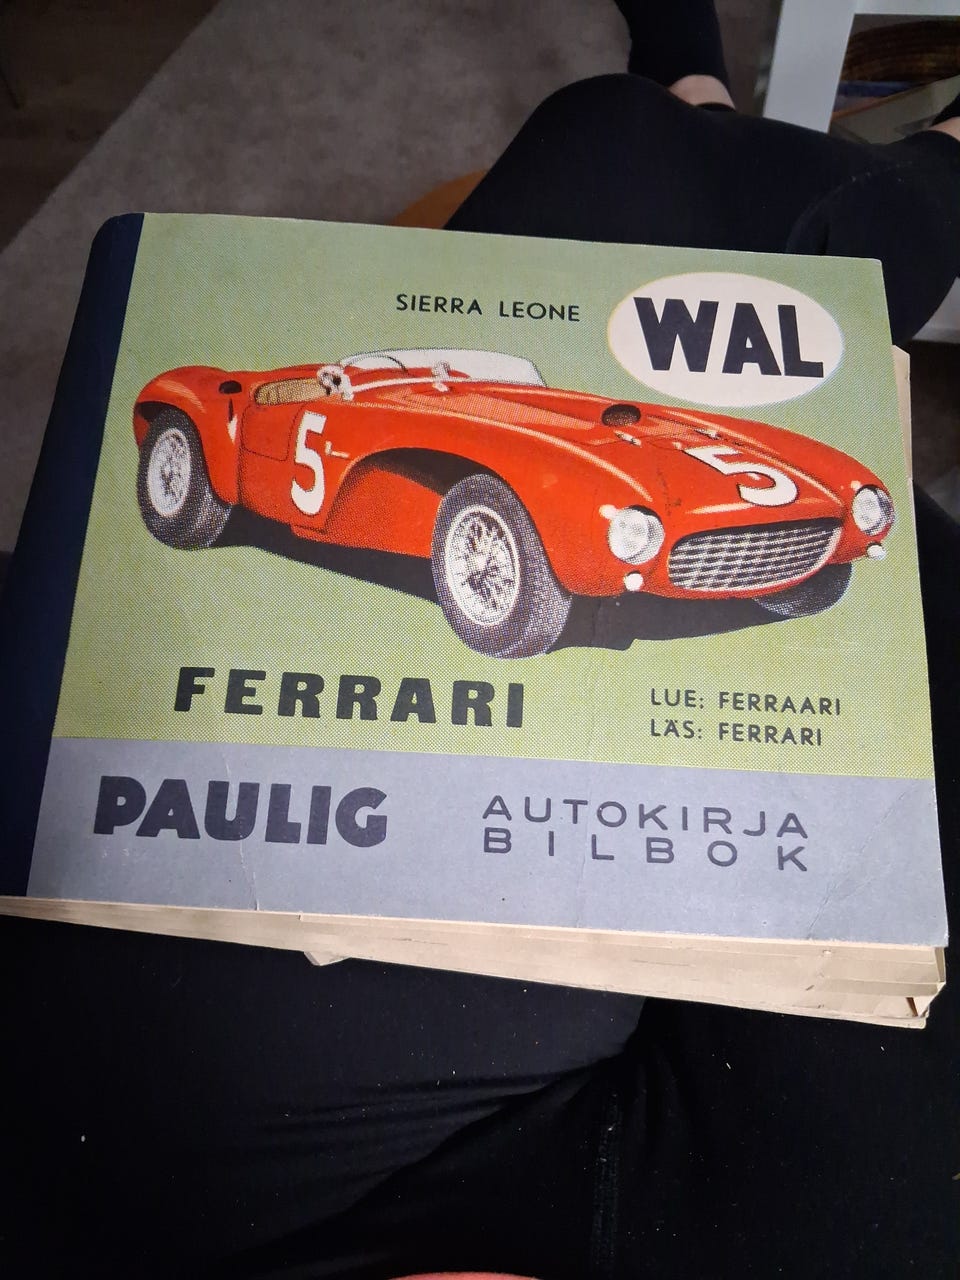 SIERRA LEONE
WAL
5
5
FERRARI
LUE: FERRAARI
LÄS: FERRARI
PAULIG
AUTOKIRJA
BILBOK